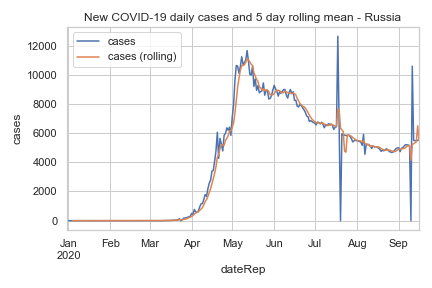 New COVID-19 daily cases and 5 day rolling mean - Russia
cases
cases (rolling)
12000
10000
8000
6000
4000
2000
0
cases
Jan Feb Mar Apr May Jun Jul Aug Sep
2020
dateRep